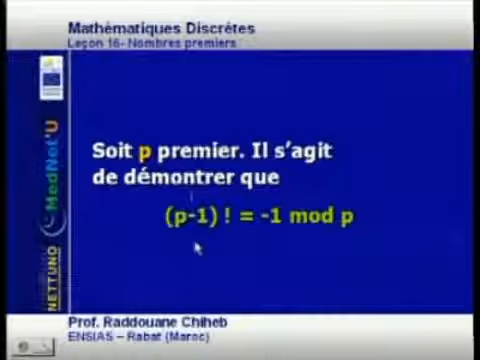 Mathématiques Discrètes
Leçon 16- Nombres premiers
Soit p premier. Il s'agit
de démontrer que
(p-1) ! = -1 mod p
NETTUNO MedNet'U
Prof. Raddouane Chiheb
ENSIAS – Rabat (Maroc)